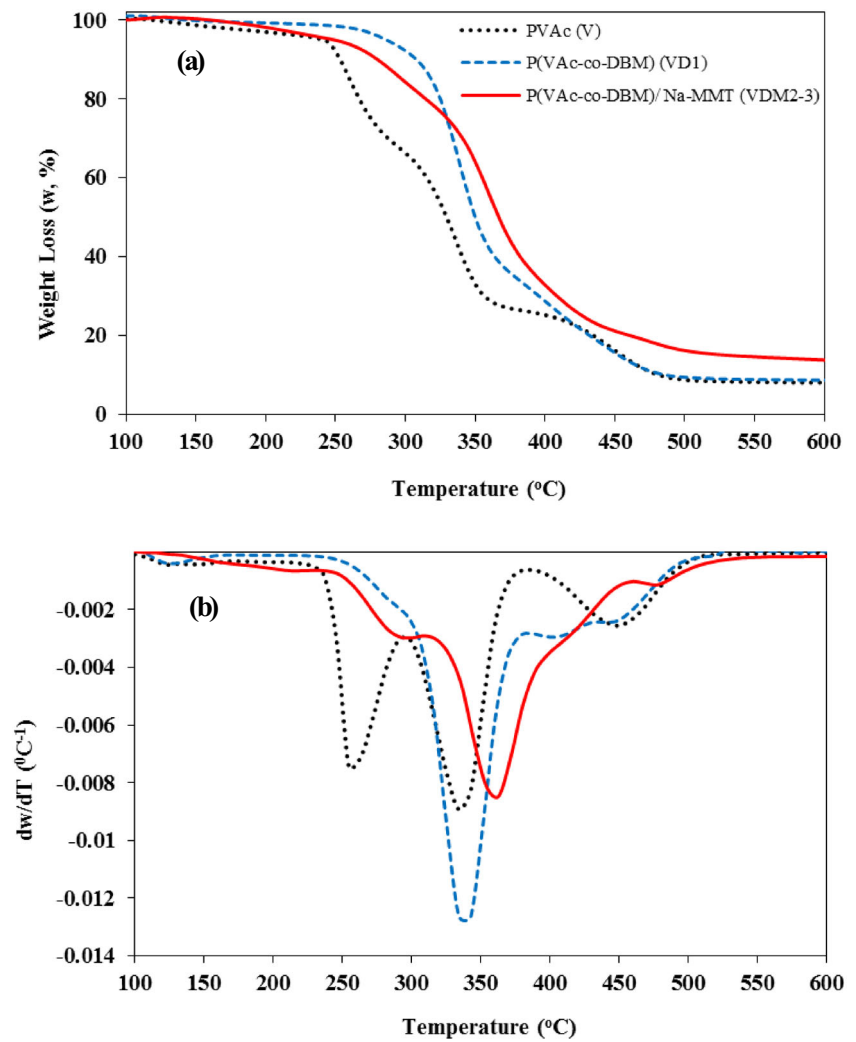 (a)
PVAc (V)
P(VAc-co-DBM) (VD1)
P(VAc-co-DBM)/ Na-MMT (VDM2-3)
Weight Loss (w, %)
100
80
60
40
20
0
100 150 200 250 300 350 400 450 500 550 600
Temperature (ᵒC)
(b)
dw/dT (⁰C⁻¹)
-0.002
-0.004
-0.006
-0.008
-0.01
-0.012
-0.014
100 150 200 250 300 350 400 450 500 550 600
Temperature (ᵒC)